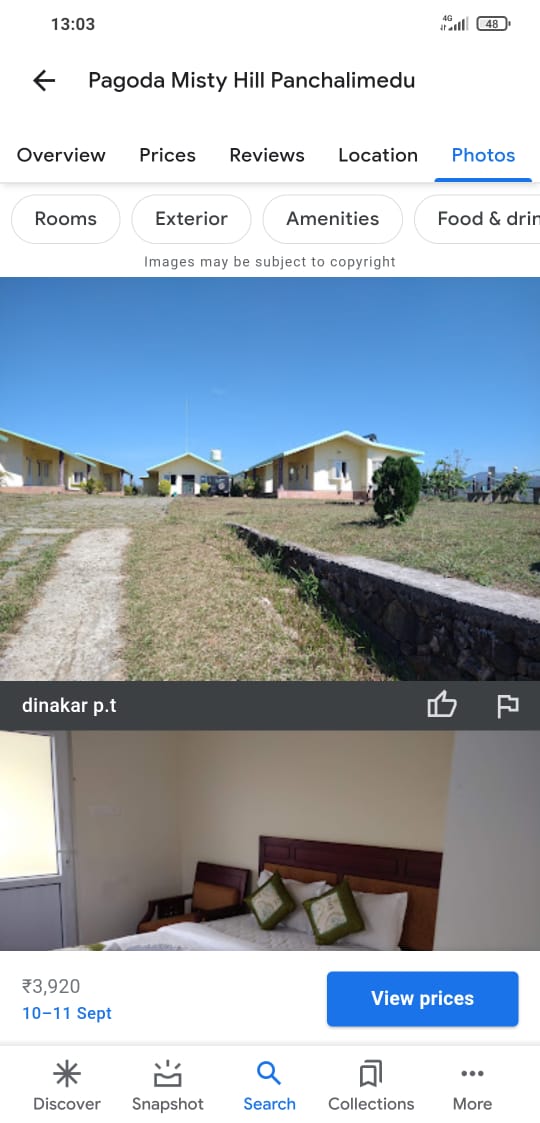 13:03
4G
48
Pagoda Misty Hill Panchalimedu
Overview Prices Reviews Location Photos
Rooms Exterior Amenities Food & drin
Images may be subject to copyright
dinakar p.t
₹3,920
10–11 Sept
View prices
Discover Snapshot Search Collections More